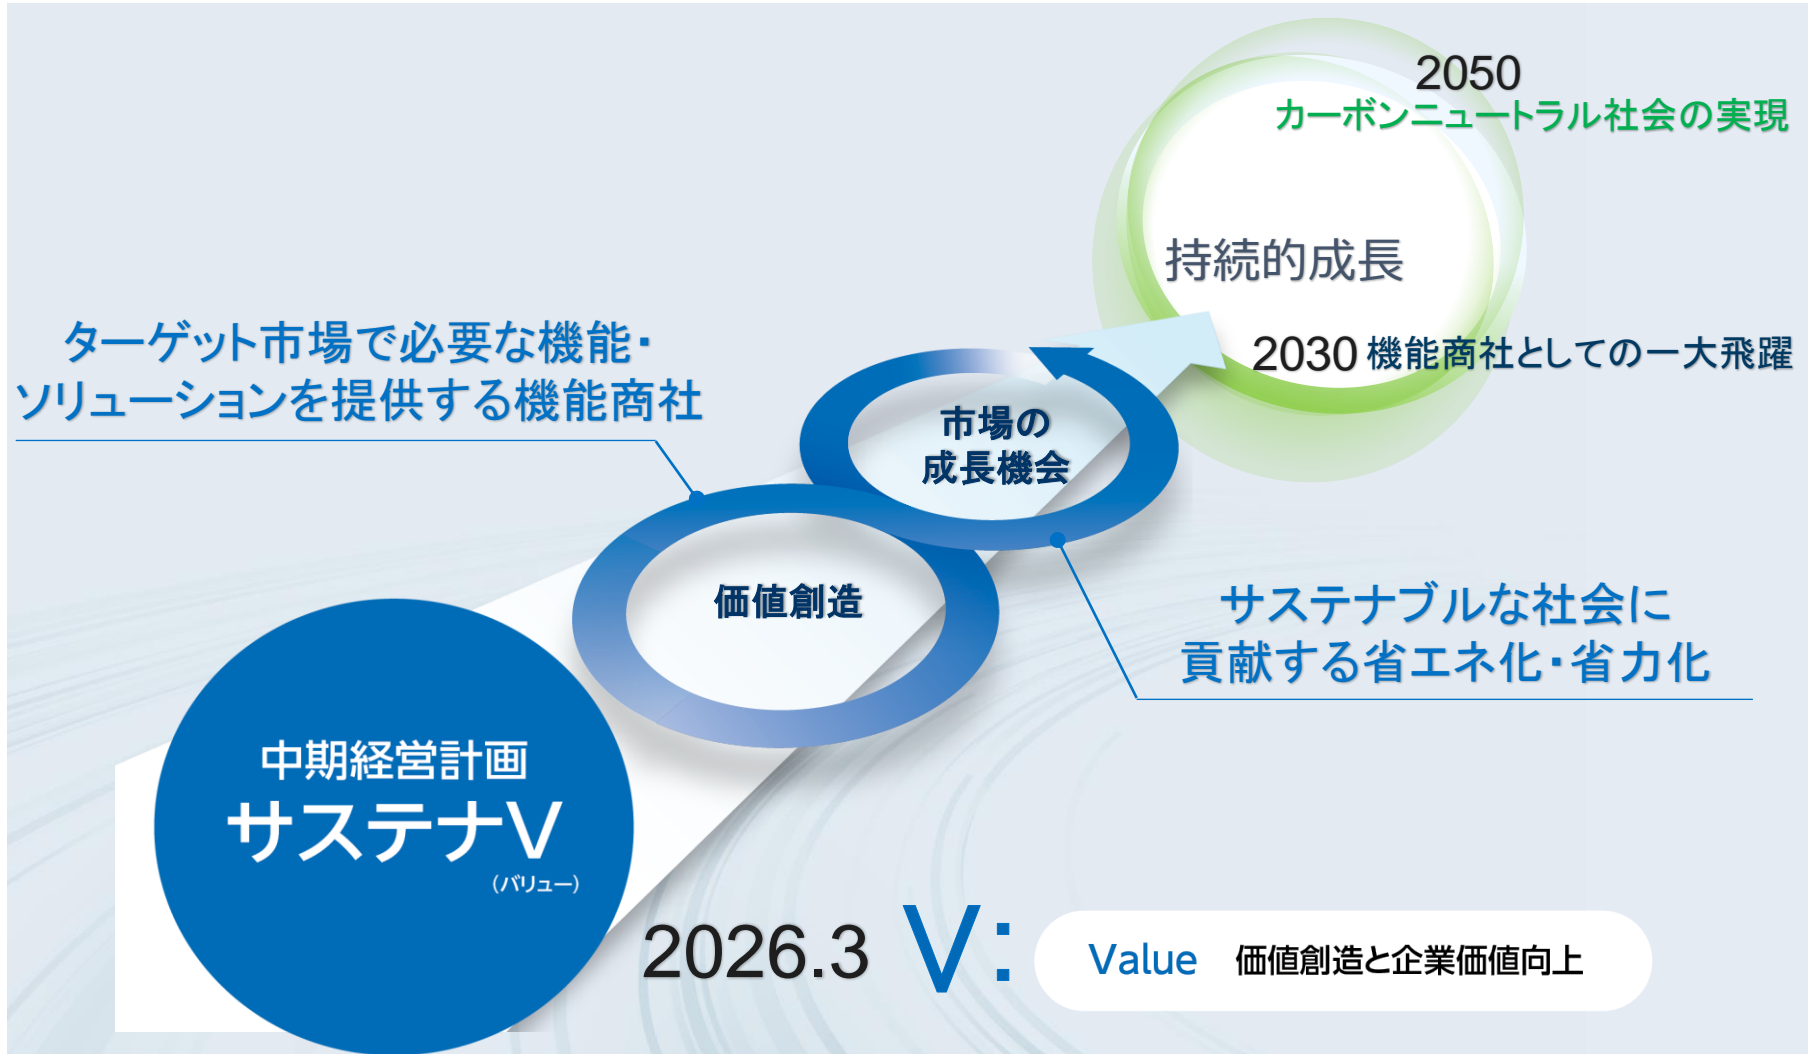 2050
カーボンニュートラル社会の実現
持続的成長
2030 機能商社としての一大飛躍
ターゲット市場で必要な機能・
ソリューションを提供する機能商社
市場の
成長機会
価値創造
サステナブルな社会に
貢献する省エネ化・省力化
中期経営計画
サステナV
(バリュー)
2026.3 V: Value 価値創造と企業価値向上